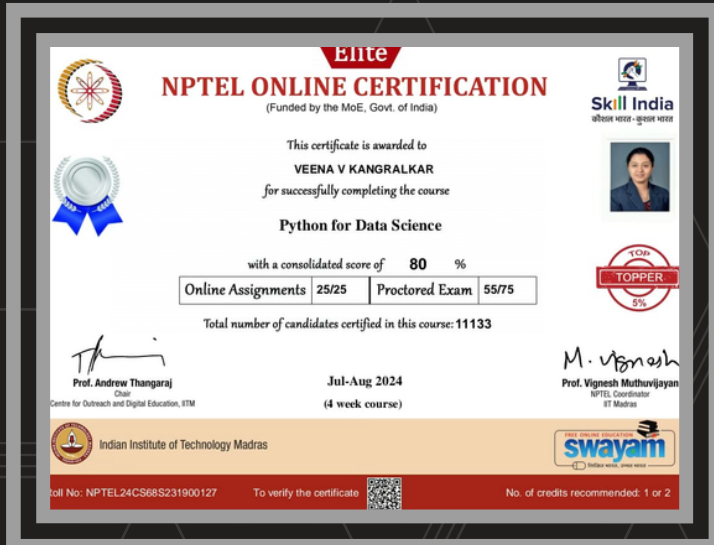 Elite
NPTEL ONLINE CERTIFICATION
(Funded by the MoE, Govt. of India)
Skill India
कौशल भारत - कुशल भारत
This certificate is awarded to
VEENA V KANGRALKAR
for successfully completing the course
Python for Data Science
with a consolidated score of 80 %
Online Assignments 25/25 Proctored Exam 55/75
TOP
TOPPER
5%
Total number of candidates certified in this course: 11133
M. Vignesh
Prof. Andrew Thangaraj
Chair
Centre for Outreach and Digital Education, IITM
Jul-Aug 2024
(4 week course)
Prof. Vignesh Muthuvijayan
NPTEL Coordinator
IIT Madras
Indian Institute of Technology Madras
FREE ONLINE EDUCATION
swayam
शिक्षित भारत, उन्नत भारत
Roll No: NPTEL24CS68S231900127 To verify the certificate No. of credits recommended: 1 or 2